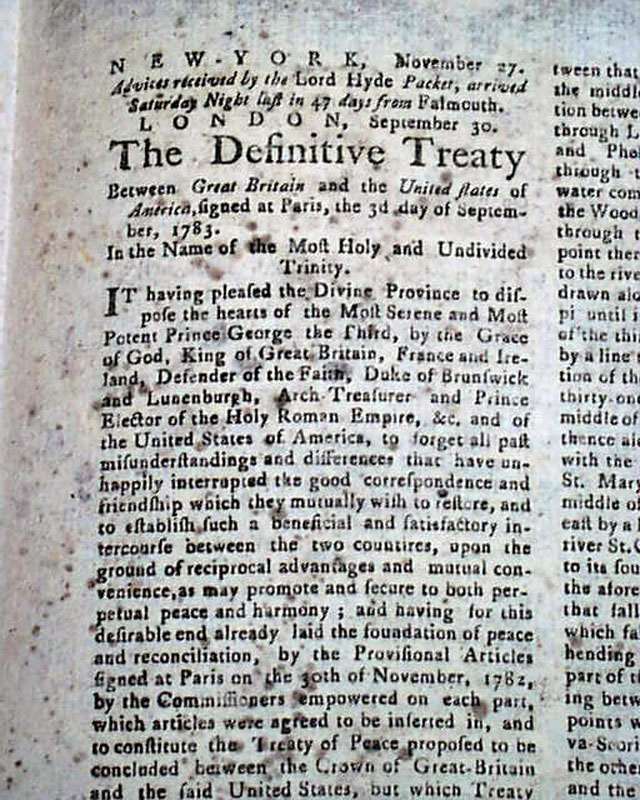 NEW-YORK, November 27.
Advices received by the Lord Hyde Packet, arrived
Saturday Night last in 47 days from Falmouth.
LONDON, September 30.
The Definitive Treaty
Between Great Britain and the United ſtates of
America, ſigned at Paris, the 3d day of Septem-
ber, 1783.
In the Name of the Moſt Holy and Undivided
Trinity.
IT having pleaſed the Divine Province to diſ-
poſe the hearts of the Moſt Serene and Moſt
Potent Prince George the Third, by the Grace
of God, King of Great Britain, France and Ire-
land, Defender of the Faith, Duke of Brunſwick
and Lunenburgh, Arch-Treaſurer and Prince
Elector of the Holy Roman Empire, &c. and of
the United States of America, to forget all paſt
miſunderſtandings and differences that have un-
happily interrupted the good correſpondence and
friendſhip which they mutually wiſh to reſtore, and
to eſtabliſh ſuch a beneficial and ſatisfactory in-
tercourſe between the two countires, upon the
ground of reciprocal advantages and mutual con-
venience, as may promote and ſecure to both per-
petual peace and harmony ; and having for this
deſirable end already laid the foundation of peace
and reconciliation, by the Proviſional Articles
ſigned at Paris on the 30th of November, 1782,
by the Commiſſioners empowered on each part,
which articles were agreed to be inſerted in, and
to conſtitute the Treaty of Peace propoſed to be
concluded between the Crown of Great-Britain
and the ſaid United States, but which Treaty
tween that
the middle
tion betwe
through L
and Phel
through t
water com
the Wood
through t
point ther
to the rive
drawn alo
pi until i
of the thi
by a line
tion of th
thirty-one
middle of
thence alo
with the
St. Mary
middle of
eaſt by a l
river St. C
to its ſou
the afore
that fall
which fa
hending
part of t
ing betw
points w
va-Scoti
the other
and the